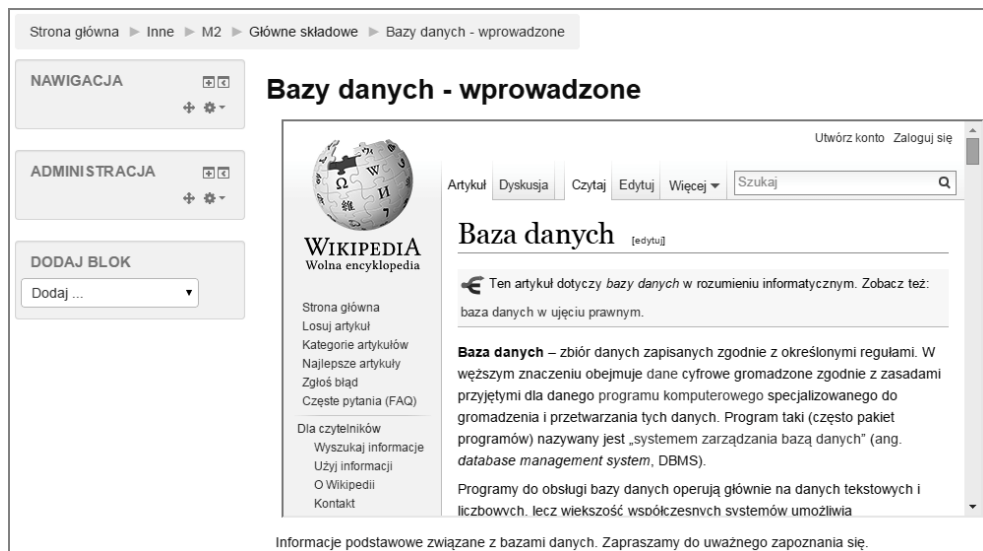 Strona główna ► Inne ► M2 ► Główne składowe ► Bazy danych - wprowadzone
NAWIGACJA
ADMINISTRACJA
DODAJ BLOK
Dodaj ...
Bazy danych - wprowadzone
Utwórz konto Zaloguj się
Artykuł Dyskusja Czytaj Edytuj Więcej Szukaj
Ω W И 維 7
WIKIPEDIA
Wolna encyklopedia
Strona główna
Losuj artykuł
Kategorie artykułów
Najlepsze artykuły
Zgłoś błąd
Częste pytania (FAQ)
Dla czytelników
Wyszukaj informacje
Użyj informacji
O Wikipedii
Kontakt
Baza danych [edytuj]
Ten artykuł dotyczy bazy danych w rozumieniu informatycznym. Zobacz też:
baza danych w ujęciu prawnym.
Baza danych – zbiór danych zapisanych zgodnie z określonymi regułami. W
węższym znaczeniu obejmuje dane cyfrowe gromadzone zgodnie z zasadami
przyjętymi dla danego programu komputerowego specjalizowanego do
gromadzenia i przetwarzania tych danych. Program taki (często pakiet
programów) nazywany jest „systemem zarządzania bazą danych” (ang.
database management system, DBMS).
Programy do obsługi bazy danych operują głównie na danych tekstowych i
liczbowych, lecz większość współczesnych systemów umożliwia
Informacje podstawowe związane z bazami danych. Zapraszamy do uważnego zapoznania się.